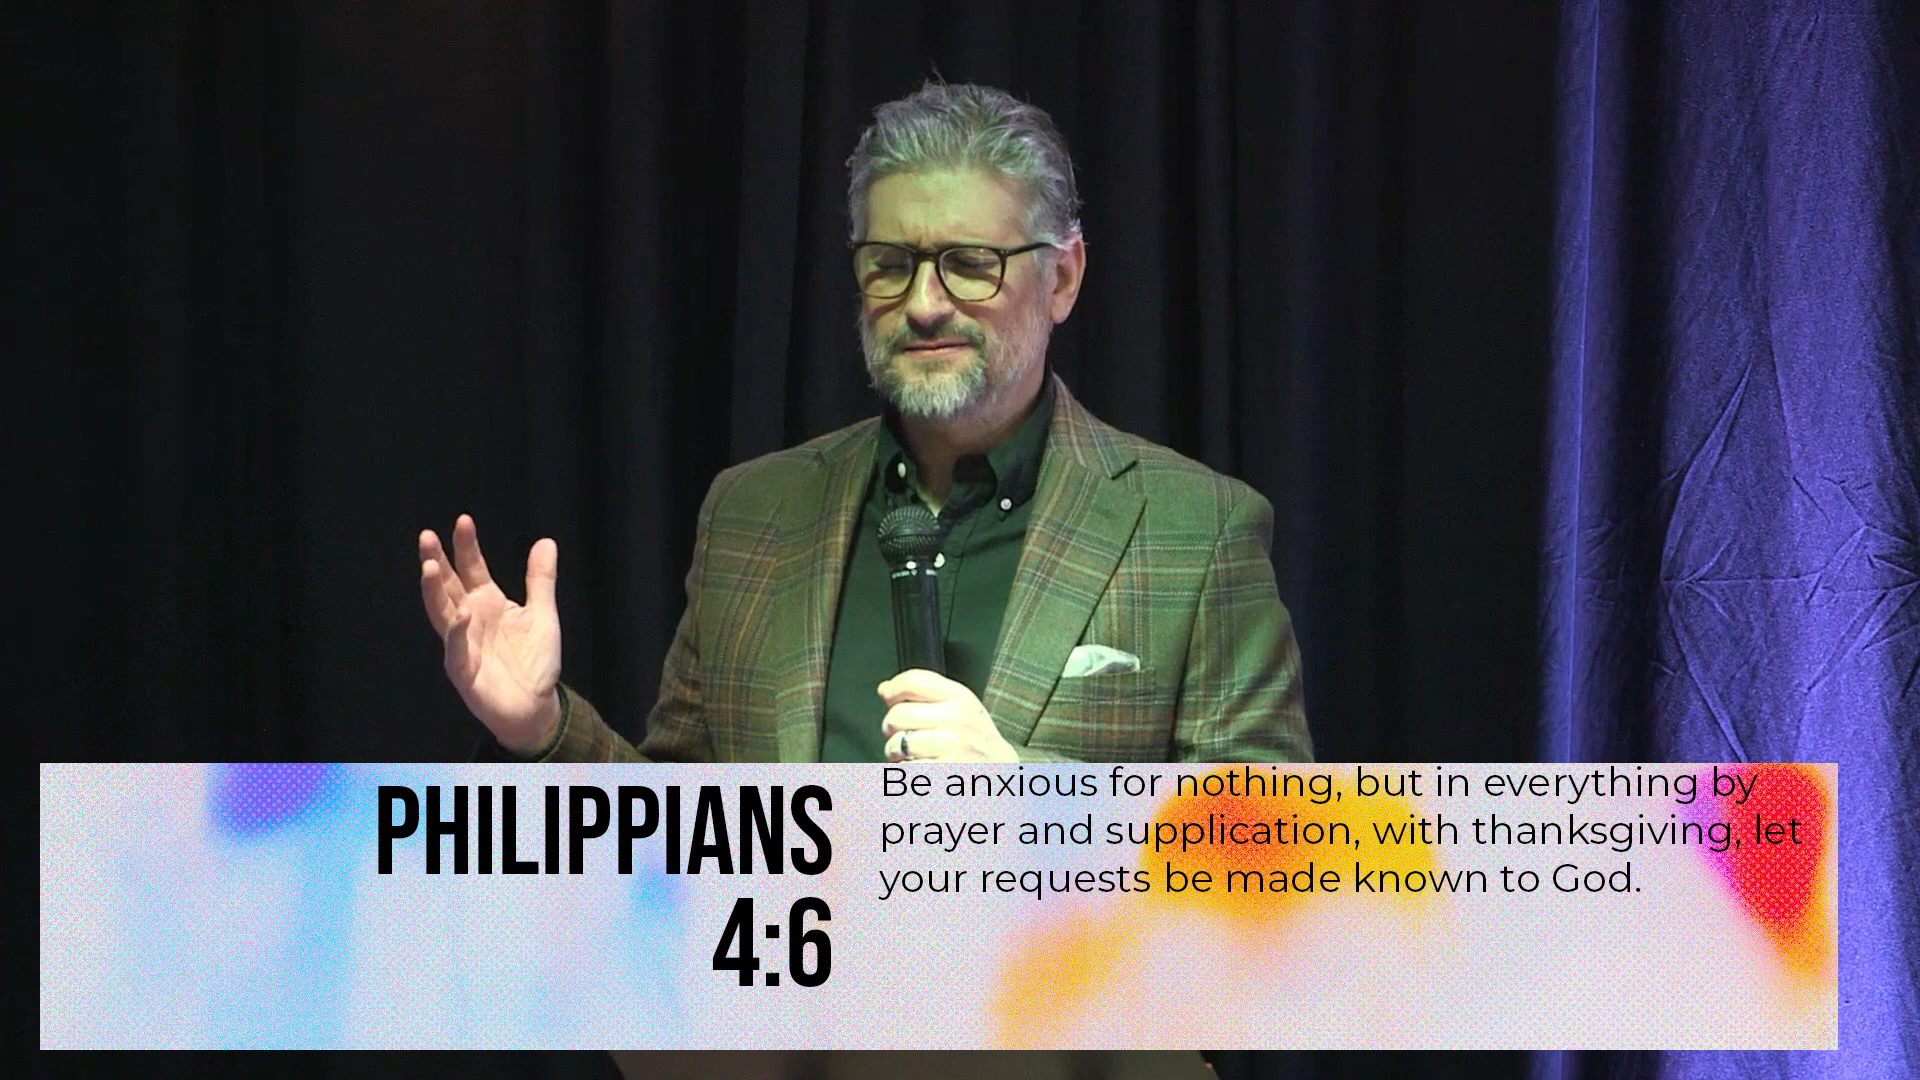 PHILIPPIANS
4:6
Be anxious for nothing, but in everything by
prayer and supplication, with thanksgiving, let
your requests be made known to God.